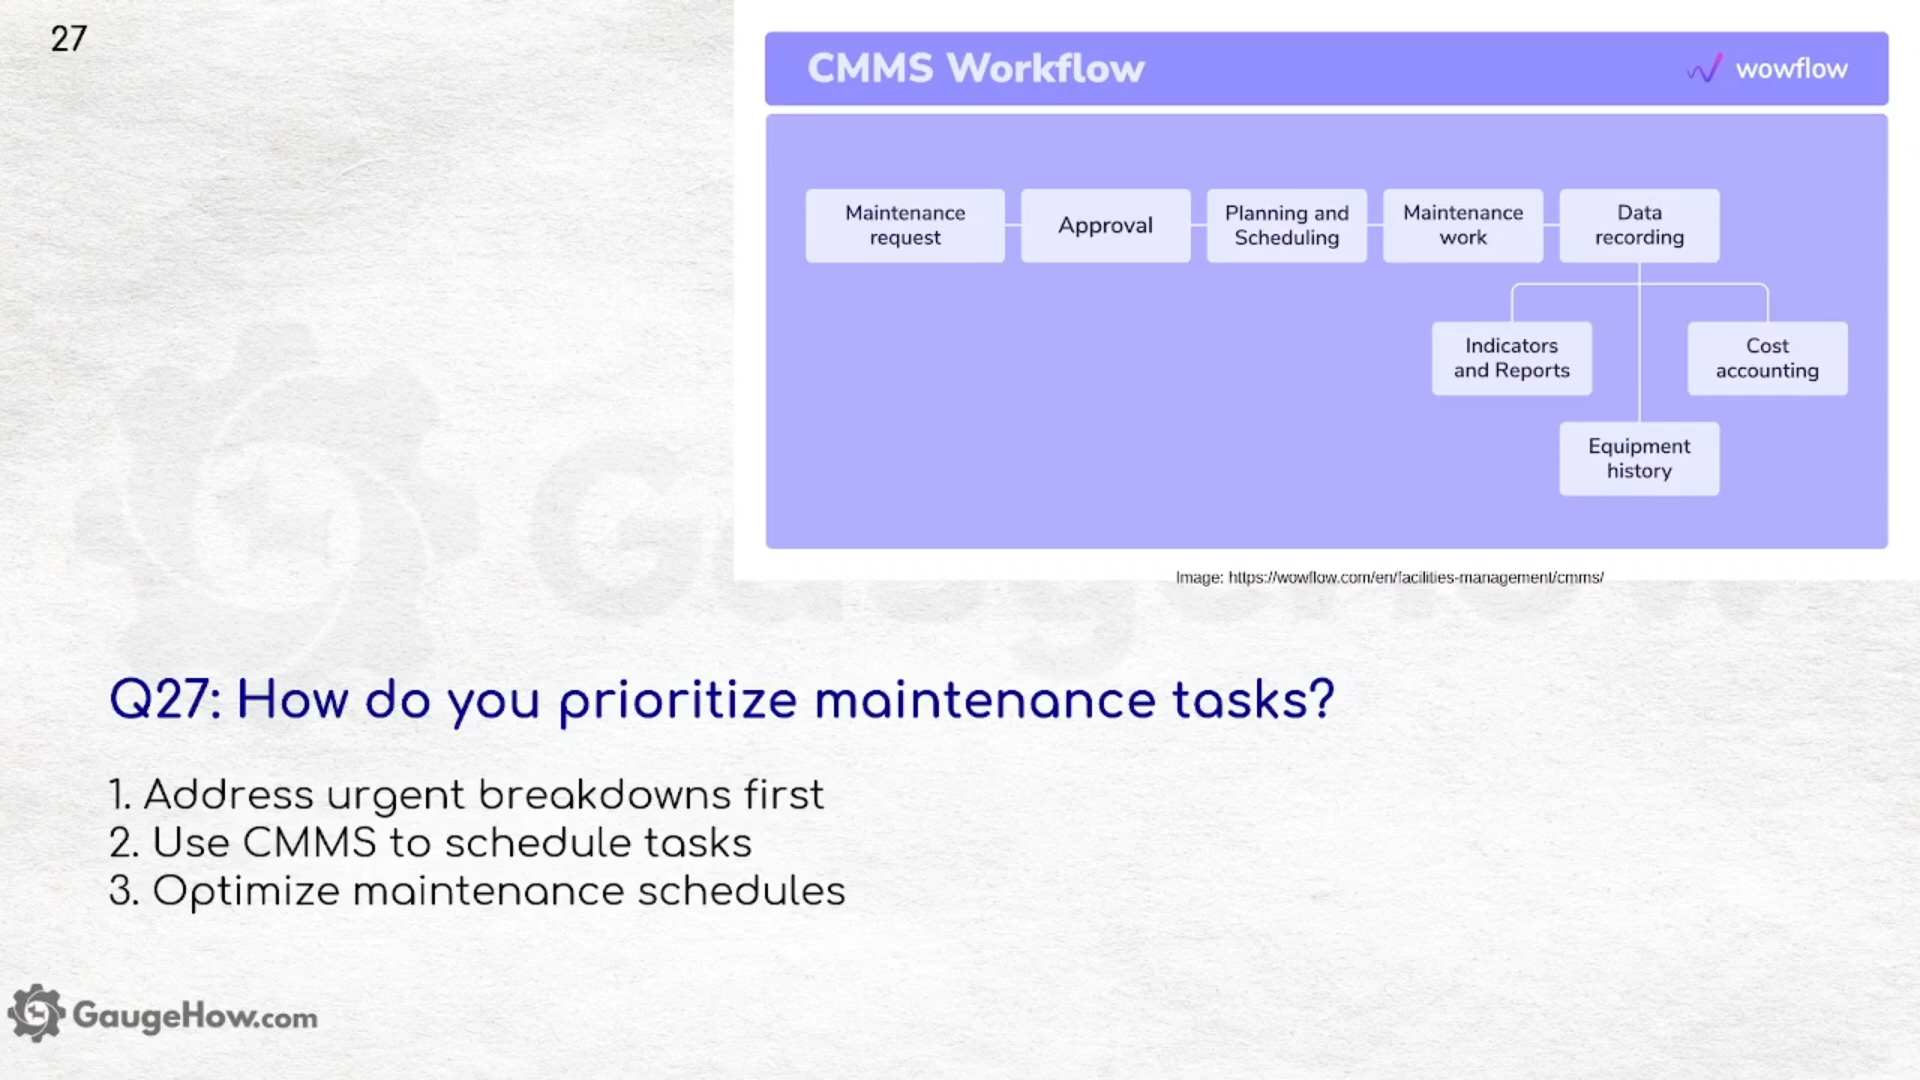 27
CMMS Workflow
wowflow
Maintenance
request
Approval
Planning and
Scheduling
Maintenance
work
Data
recording
Indicators
and Reports
Cost
accounting
Equipment
history
Image: https://wowflow.com/en/facilities-management/cmms/
GaugeHow
Q27: How do you prioritize maintenance tasks?
1. Address urgent breakdowns first
2. Use CMMS to schedule tasks
3. Optimize maintenance schedules
GaugeHow.com